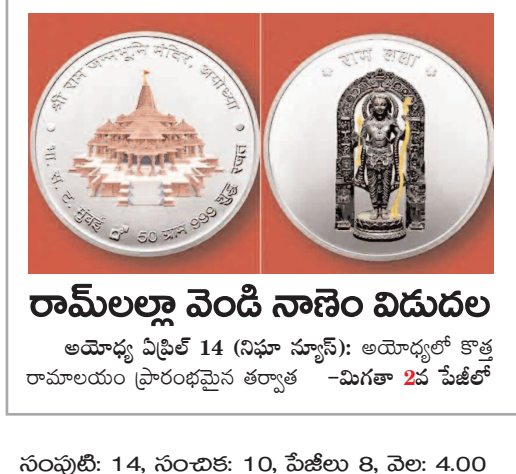 श्री राम जन्मभूमि मंदिर, अयोध्या
भा. स. ट. मुंबई 50 ग्राम 999 शुद्ध रजत
राम लला
రామ్‌లల్లా వెండి నాణెం విడుదల
అయోధ్య ఏప్రిల్ 14 (నిఘా న్యూస్): అయోధ్యలో కొత్త
రామాలయం ప్రారంభమైన తర్వాత -మిగతా 2వ పేజీలో
సంపుటి: 14, సంచిక: 10, పేజీలు 8, వెల: 4.00